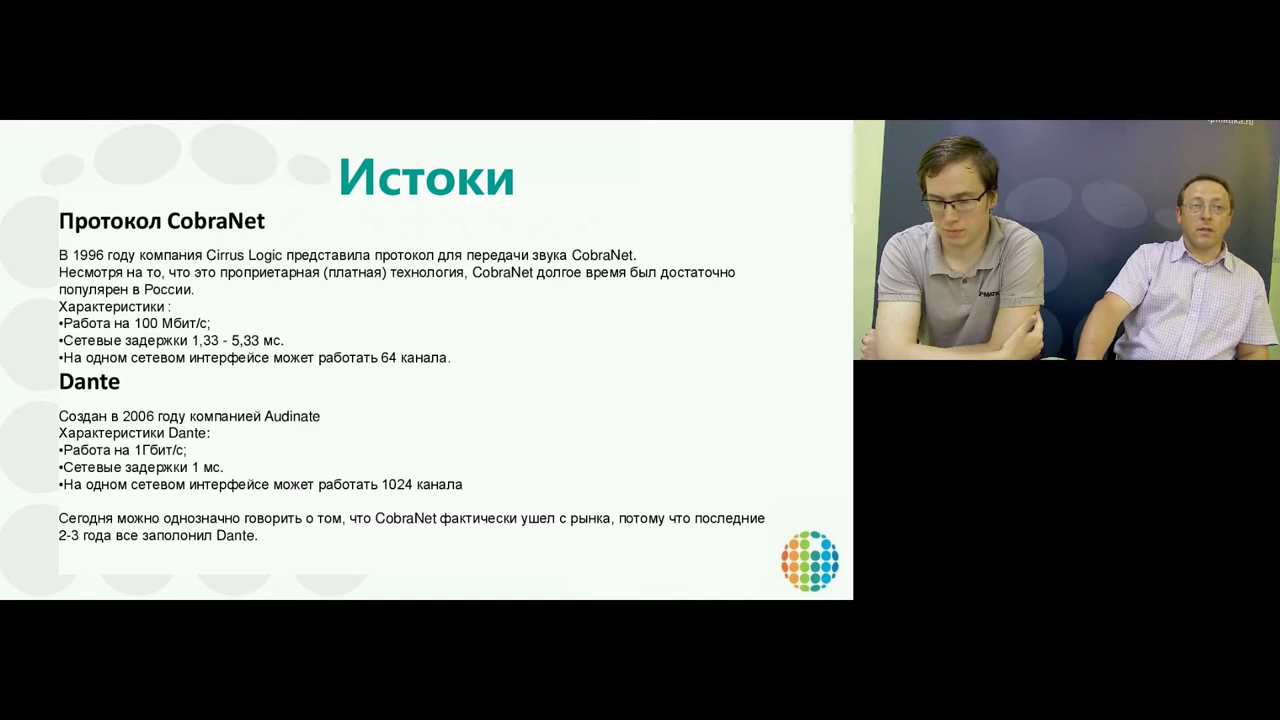 Истоки
Протокол CobraNet
В 1996 году компания Cirrus Logic представила протокол для передачи звука CobraNet.
Несмотря на то, что это проприетарная (платная) технология, CobraNet долгое время был достаточно
популярен в России.
Характеристики :
•Работа на 100 Мбит/с;
•Сетевые задержки 1,33 - 5,33 мс.
•На одном сетевом интерфейсе может работать 64 канала.
Dante
Создан в 2006 году компанией Audinate
Характеристики Dante:
•Работа на 1Гбит/с;
•Сетевые задержки 1 мс.
•На одном сетевом интерфейсе может работать 1024 канала
Сегодня можно однозначно говорить о том, что CobraNet фактически ушел с рынка, потому что последние
2-3 года все заполонил Dante.